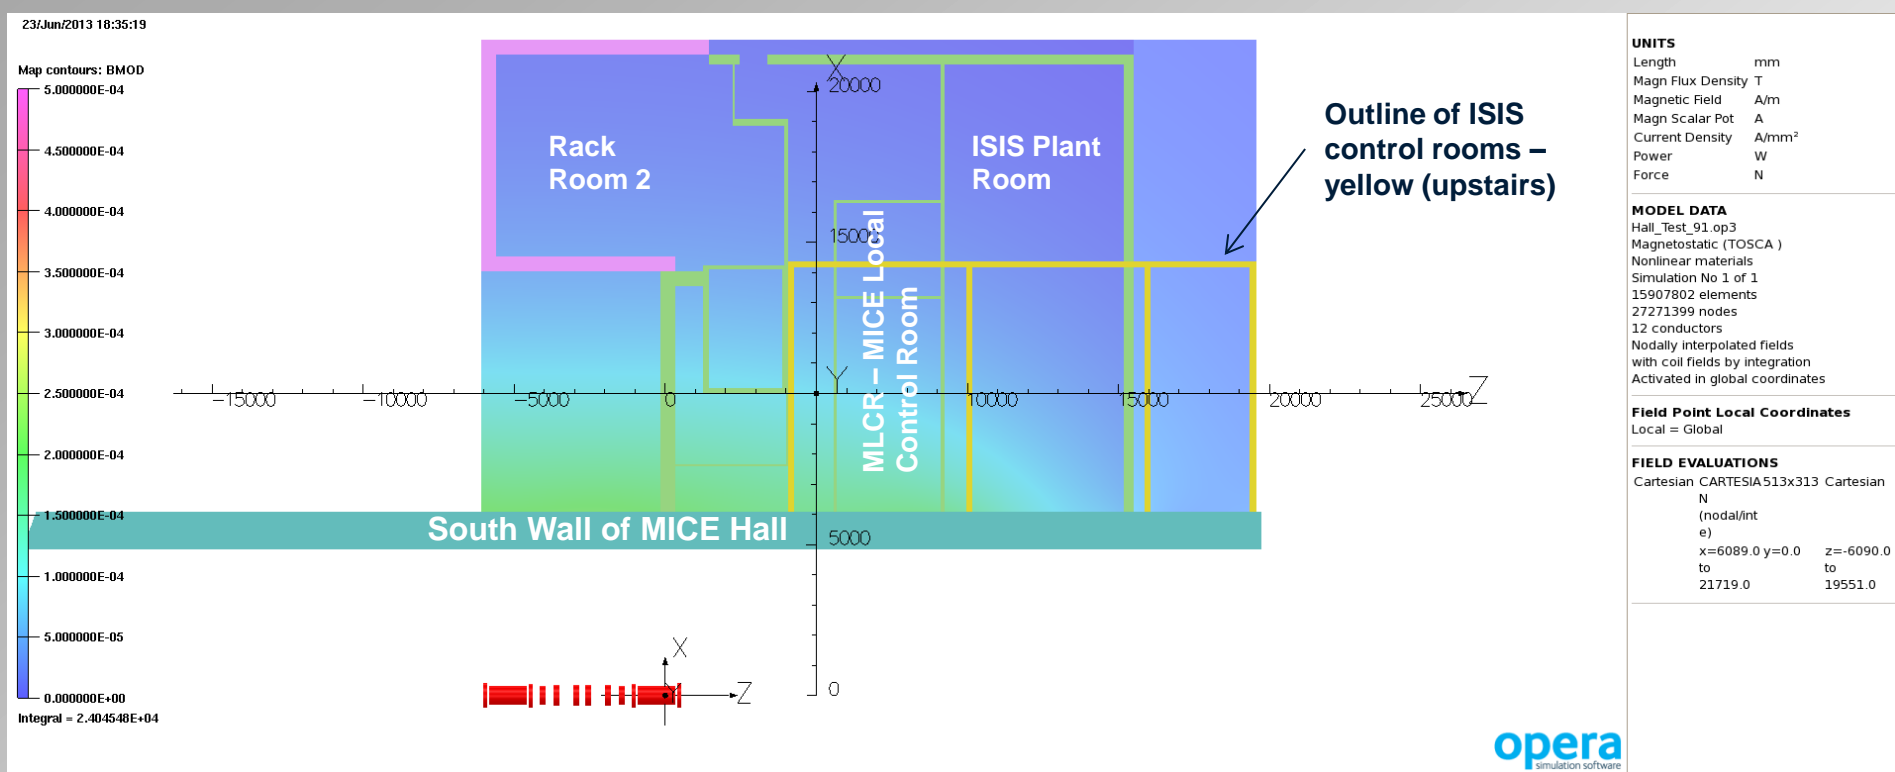 23/Jun/2013 18:35:19
Map contours: BMOD
5.000000E-04
4.500000E-04
4.000000E-04
3.500000E-04
3.000000E-04
2.500000E-04
2.000000E-04
1.500000E-04
1.000000E-04
5.000000E-05
0.000000E+00
Integral = 2.404548E+04
Rack
Room 2
ISIS Plant
Room
MLCR – MICE Local
Control Room
Outline of ISIS
control rooms –
yellow (upstairs)
South Wall of MICE Hall
X
20000
15000
Y
-15000
-10000
-5000
0
10000
15000
20000
25000
Z
5000
0
X
Z
opera
simulation software
UNITS
Length mm
Magn Flux Density T
Magnetic Field A/m
Magn Scalar Pot A
Current Density A/mm²
Power W
Force N
MODEL DATA
Hall_Test_91.op3
Magnetostatic (TOSCA )
Nonlinear materials
Simulation No 1 of 1
15907802 elements
27271399 nodes
12 conductors
Nodally interpolated fields
with coil fields by integration
Activated in global coordinates
Field Point Local Coordinates
Local = Global
FIELD EVALUATIONS
Cartesian CARTESIA 513x313 Cartesian
N
(nodal/int
e)
x=6089.0 y=0.0 z=-6090.0
to to
21719.0 19551.0